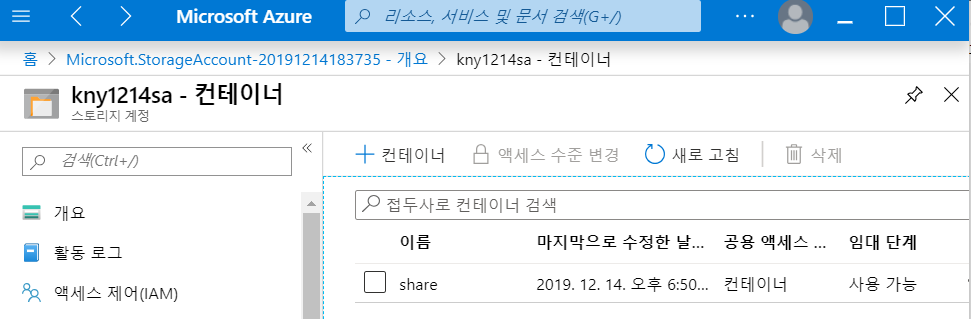 Microsoft Azure
리소스, 서비스 및 문서 검색(G+/)
홈 > Microsoft.StorageAccount-20191214183735 - 개요 > kny1214sa - 컨테이너
kny1214sa - 컨테이너
스토리지 계정
검색(Ctrl+/)
+ 컨테이너 액세스 수준 변경 새로 고침 삭제
접두사로 컨테이너 검색
개요
활동 로그
액세스 제어(IAM)
이름 마지막으로 수정한 날... 공용 액세스 ... 임대 단계
share 2019. 12. 14. 오후 6:50... 컨테이너 사용 가능